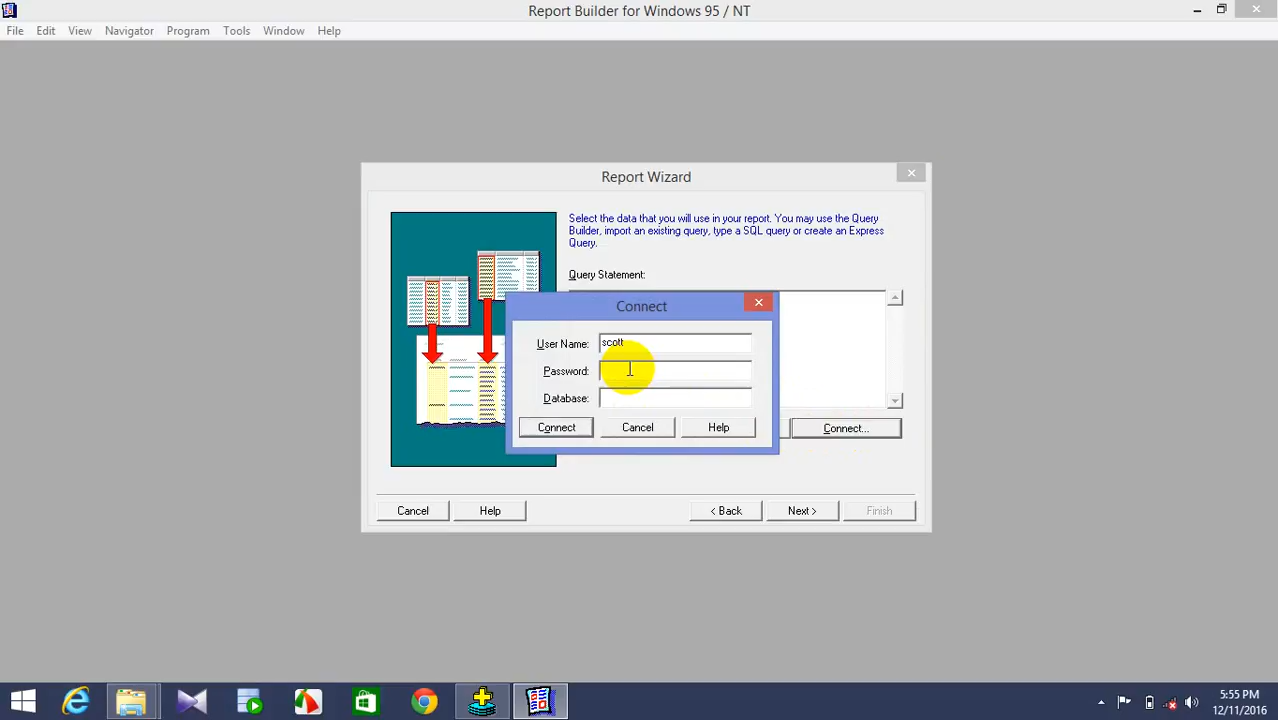 Report Builder for Windows 95 / NT
File Edit View Navigator Program Tools Window Help
Report Wizard
Select the data that you will use in your report. You may use the Query
Builder, import an existing query, type a SQL query or create an Express
Query.
Query Statement:
Connect
User Name: scott
Password:
Database:
Connect Cancel Help
Connect...
Cancel Help < Back Next > Finish
5:55 PM
12/11/2016